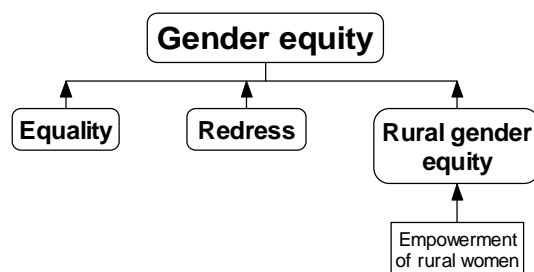 Gender equity
Equality
Redress
Rural gender
equity
Empowerment
of rural women